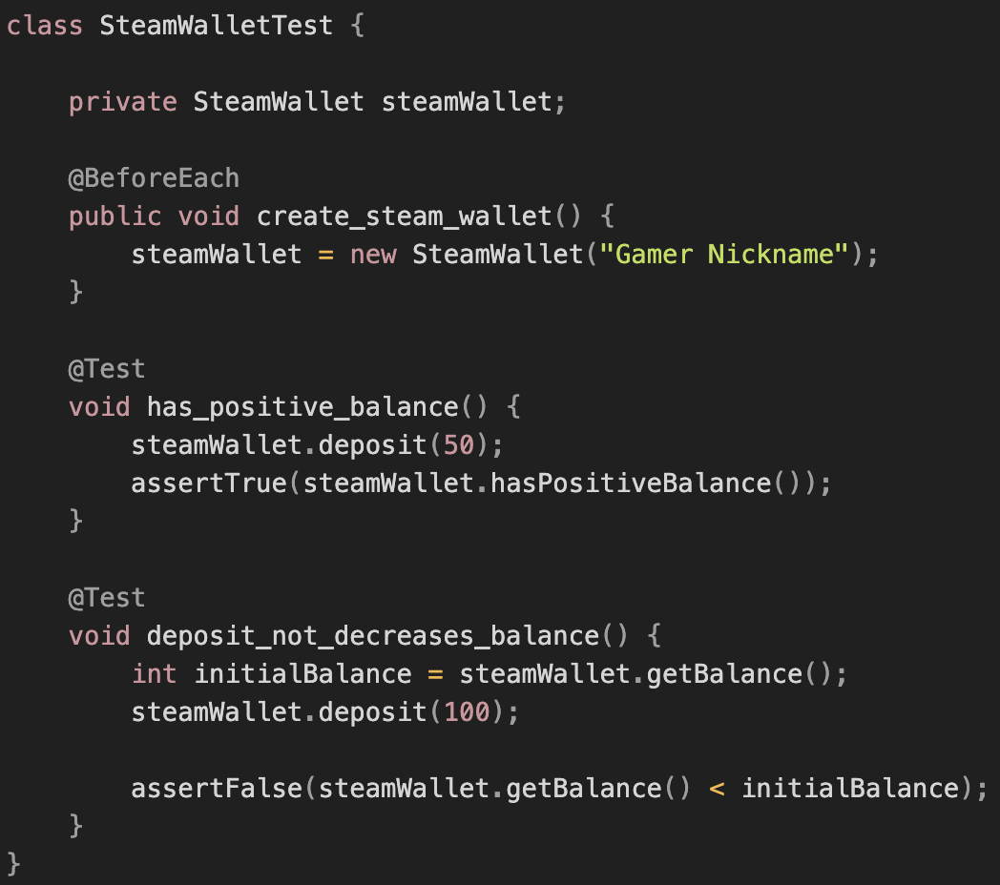 class SteamWalletTest {
    private SteamWallet steamWallet;
    @BeforeEach
    public void create_steam_wallet() {
        steamWallet = new SteamWallet("Gamer Nickname");
    }
    @Test
    void has_positive_balance() {
        steamWallet.deposit(50);
        assertTrue(steamWallet.hasPositiveBalance());
    }
    @Test
    void deposit_not_decreases_balance() {
        int initialBalance = steamWallet.getBalance();
        steamWallet.deposit(100);
        assertFalse(steamWallet.getBalance() < initialBalance);
    }
}